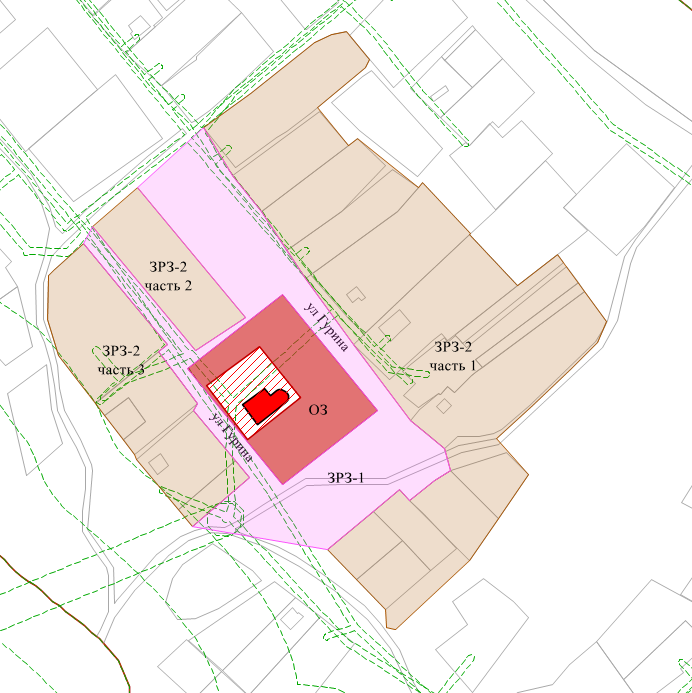 ЗРЗ-2
часть 2
ул Гурина
ЗРЗ-2
часть 3
ЗРЗ-2
часть 1
ОЗ
ул Гурина
ЗРЗ-1